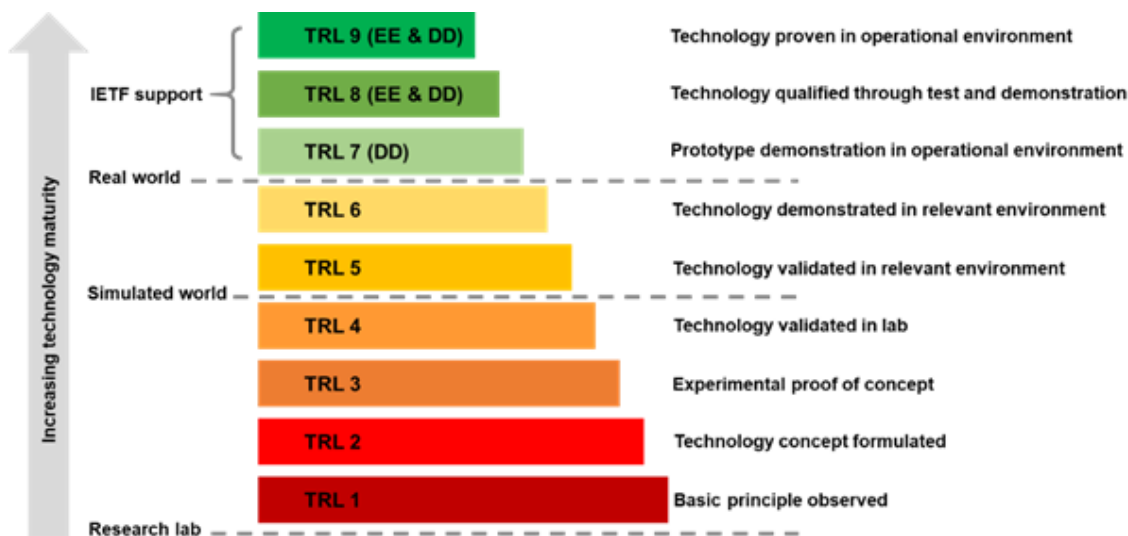 TRL 9 (EE & DD) Technology proven in operational environment
IETF support
TRL 8 (EE & DD) Technology qualified through test and demonstration
TRL 7 (DD) Prototype demonstration in operational environment
Real world
TRL 6 Technology demonstrated in relevant environment
TRL 5 Technology validated in relevant environment
Simulated world
TRL 4 Technology validated in lab
TRL 3 Experimental proof of concept
TRL 2 Technology concept formulated
TRL 1 Basic principle observed
Research lab
Increasing technology maturity